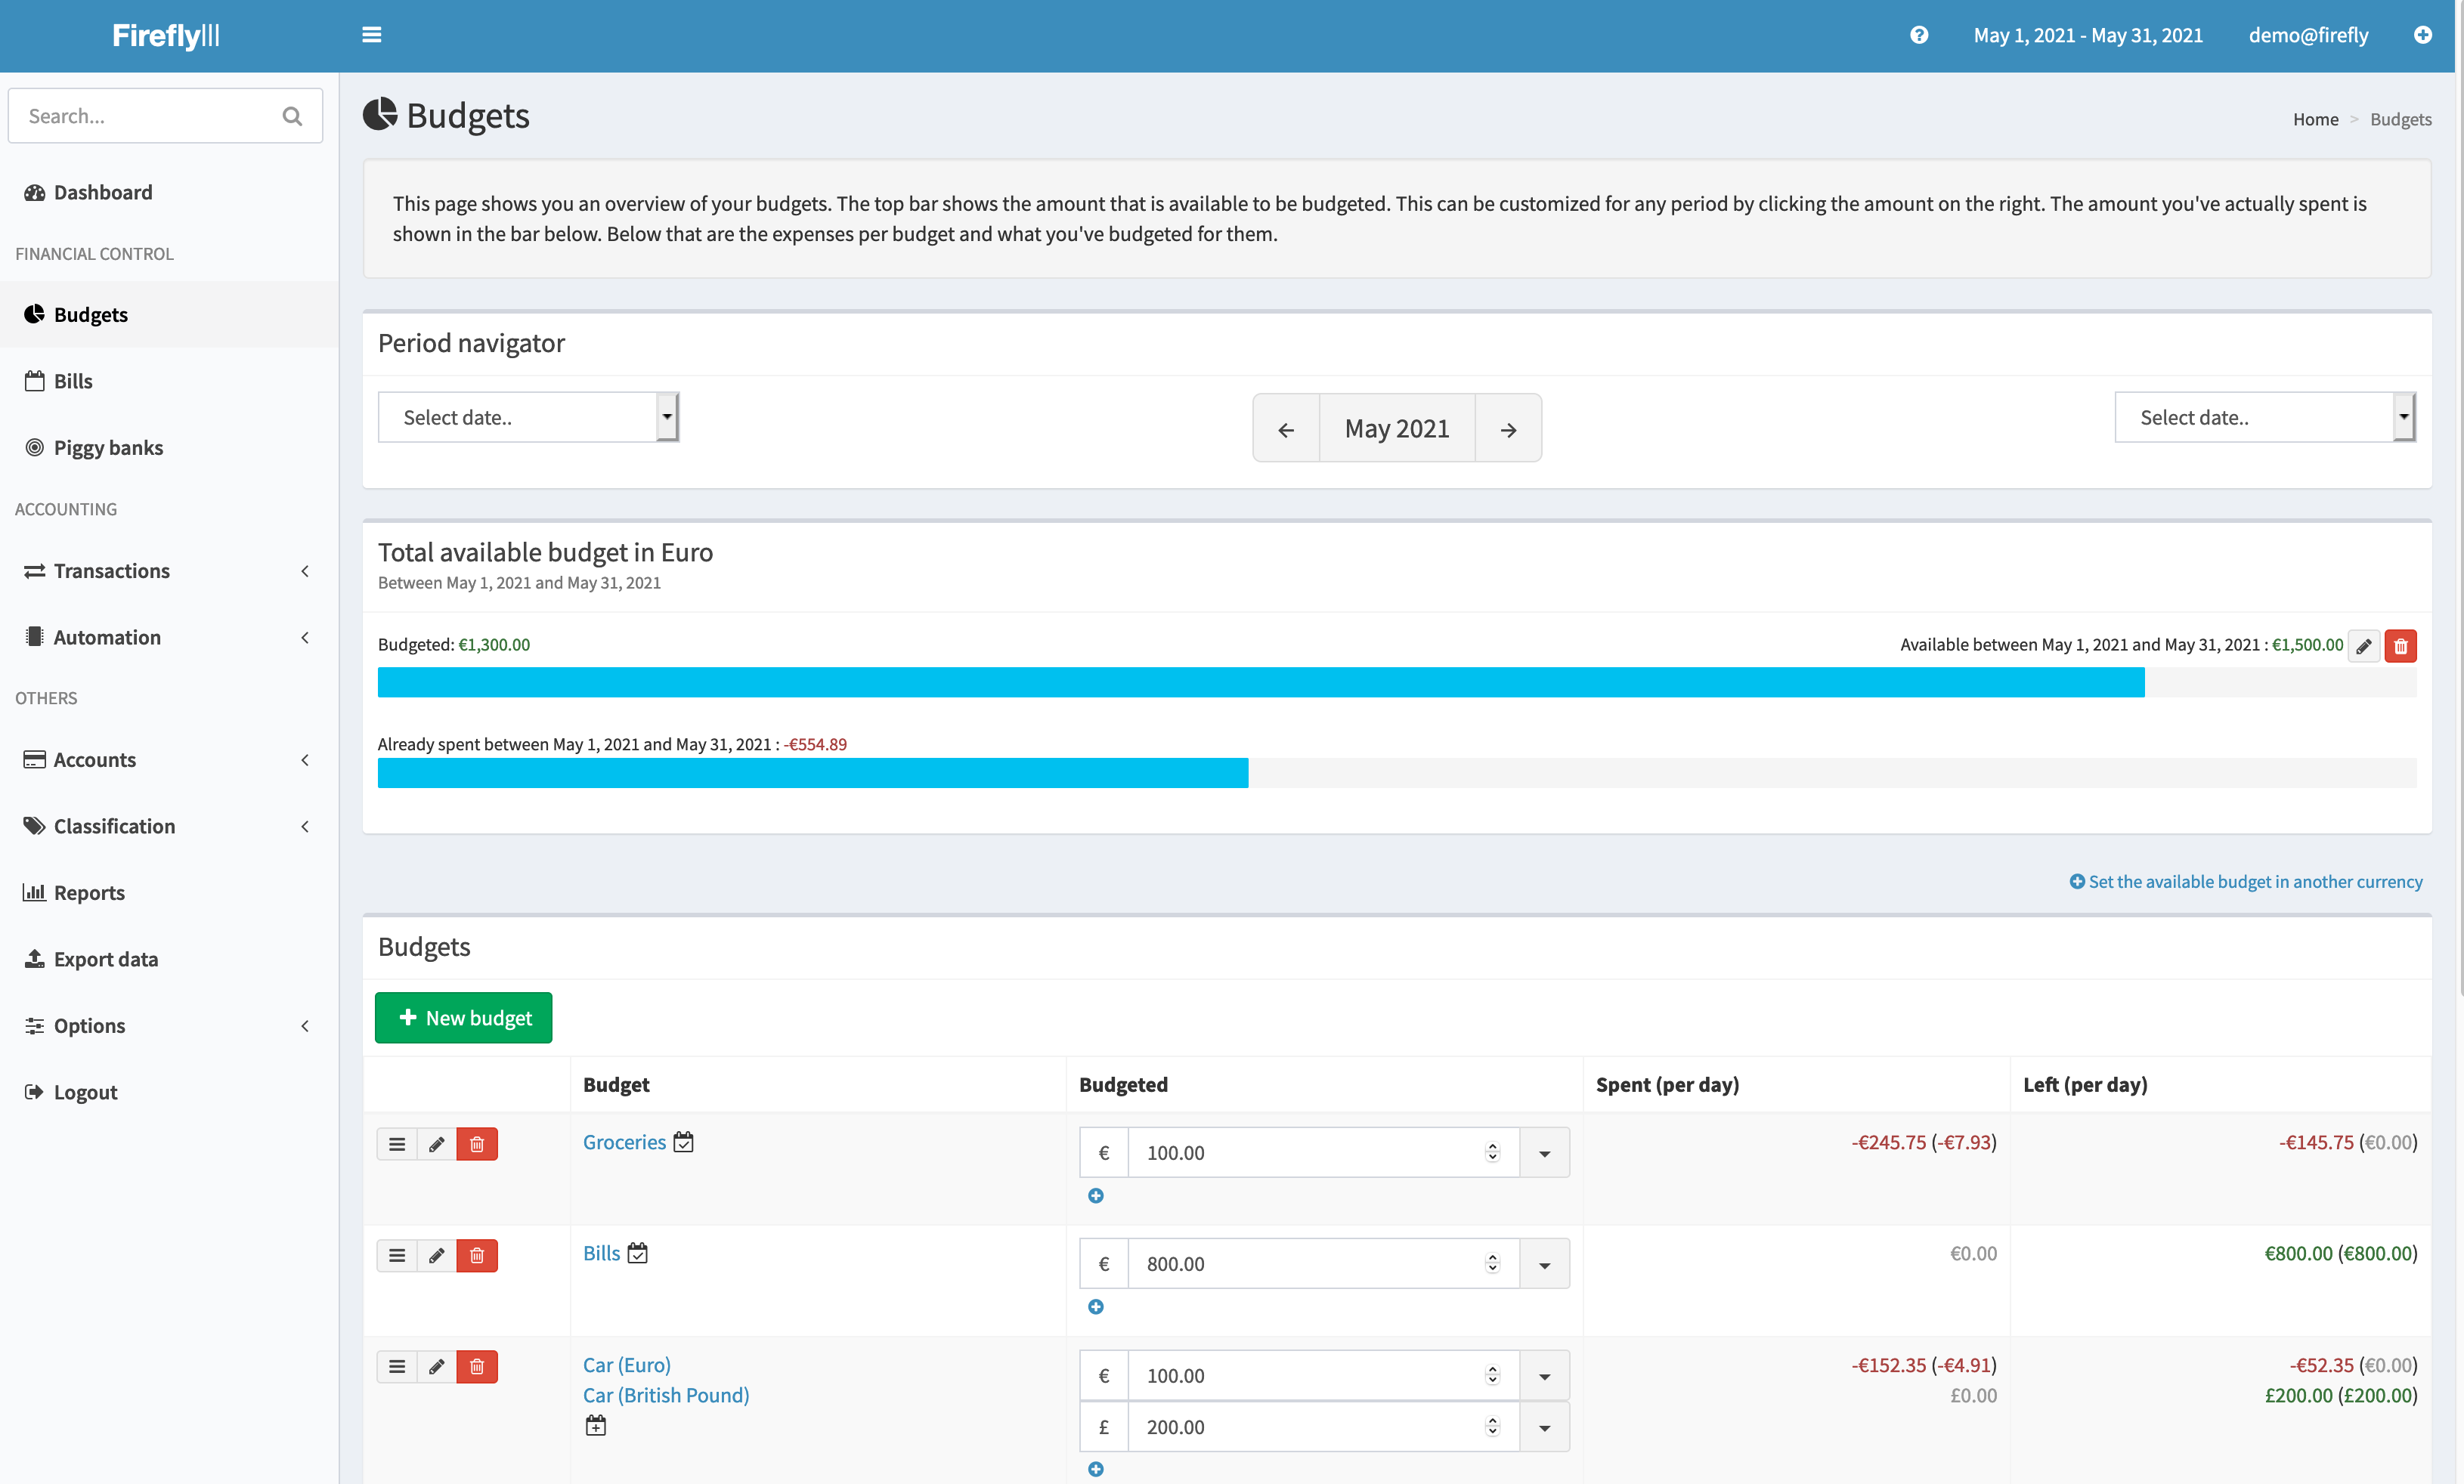 FireflyIII
May 1, 2021 - May 31, 2021
demo@firefly
Search...
Dashboard
FINANCIAL CONTROL
Budgets
Bills
Piggy banks
ACCOUNTING
Transactions
Automation
OTHERS
Accounts
Classification
Reports
Export data
Options
Logout
Budgets
Home > Budgets
This page shows you an overview of your budgets. The top bar shows the amount that is available to be budgeted. This can be customized for any period by clicking the amount on the right. The amount you've actually spent is
shown in the bar below. Below that are the expenses per budget and what you've budgeted for them.
Period navigator
Select date..
May 2021
Select date..
Total available budget in Euro
Between May 1, 2021 and May 31, 2021
Budgeted: €1,300.00
Available between May 1, 2021 and May 31, 2021 : €1,500.00
Already spent between May 1, 2021 and May 31, 2021 : -€554.89
Set the available budget in another currency
Budgets
New budget
Budget Budgeted Spent (per day) Left (per day)
Groceries € 100.00 -€245.75 (-€7.93) -€145.75 (€0.00)
Bills € 800.00 €0.00 €800.00 (€800.00)
Car (Euro) € 100.00 -€152.35 (-€4.91) -€52.35 (€0.00)
Car (British Pound) £ 200.00 £0.00 £200.00 (£200.00)